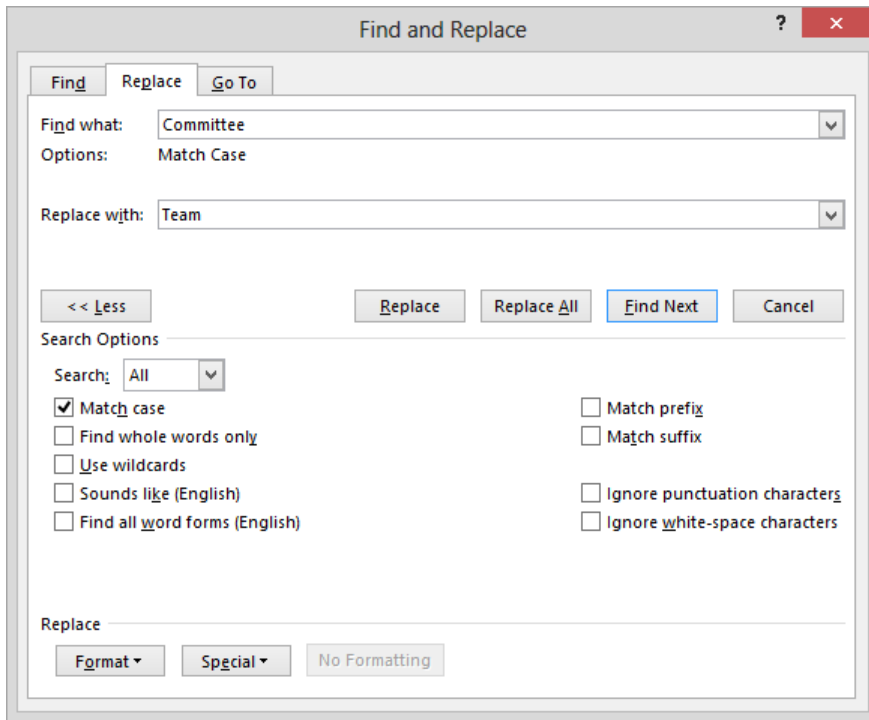 Find and Replace ?
Find Replace Go To
Find what: Committee
Options: Match Case
Replace with: Team
<< Less Replace Replace All Find Next Cancel
Search Options
Search: All
Match case Match prefix
Find whole words only Match suffix
Use wildcards
Sounds like (English) Ignore punctuation characters
Find all word forms (English) Ignore white-space characters
Replace
Format Special No Formatting